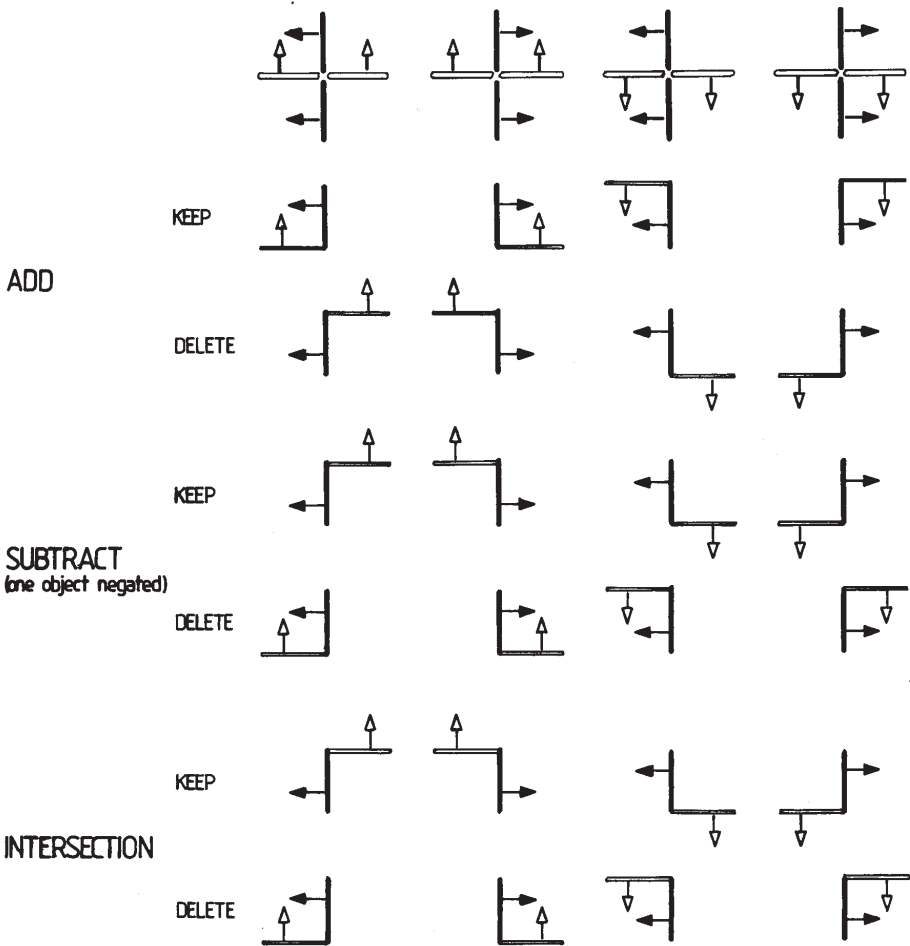 KEEP
ADD
DELETE
KEEP
SUBTRACT
(one object negated)
DELETE
KEEP
INTERSECTION
DELETE